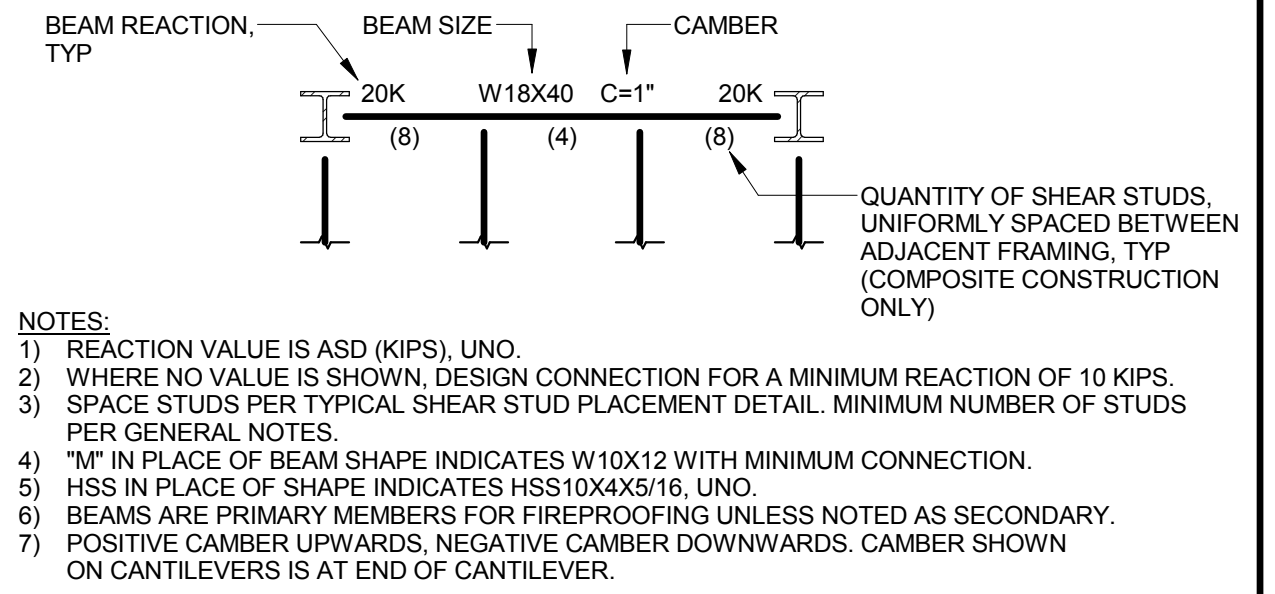 BEAM REACTION,
TYP
BEAM SIZE
CAMBER
20K
W18X40
C=1"
20K
(8)
(4)
(8)
QUANTITY OF SHEAR STUDS,
UNIFORMLY SPACED BETWEEN
ADJACENT FRAMING, TYP
(COMPOSITE CONSTRUCTION
ONLY)
NOTES:
1) REACTION VALUE IS ASD (KIPS), UNO.
2) WHERE NO VALUE IS SHOWN, DESIGN CONNECTION FOR A MINIMUM REACTION OF 10 KIPS.
3) SPACE STUDS PER TYPICAL SHEAR STUD PLACEMENT DETAIL. MINIMUM NUMBER OF STUDS
PER GENERAL NOTES.
4) "M" IN PLACE OF BEAM SHAPE INDICATES W10X12 WITH MINIMUM CONNECTION.
5) HSS IN PLACE OF SHAPE INDICATES HSS10X4X5/16, UNO.
6) BEAMS ARE PRIMARY MEMBERS FOR FIREPROOFING UNLESS NOTED AS SECONDARY.
7) POSITIVE CAMBER UPWARDS, NEGATIVE CAMBER DOWNWARDS. CAMBER SHOWN
ON CANTILEVERS IS AT END OF CANTILEVER.